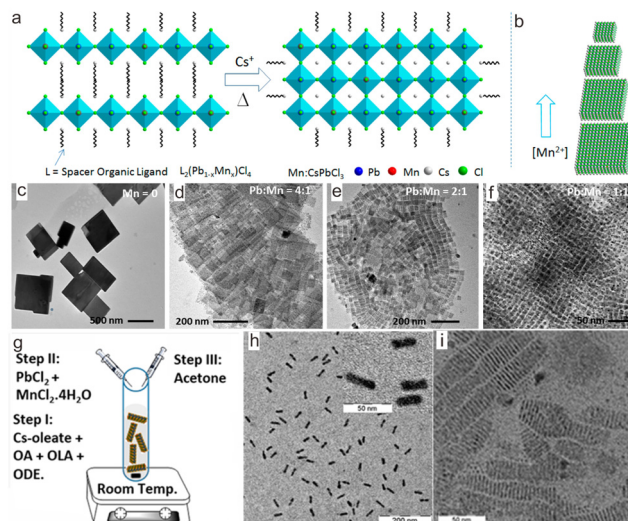 a
Cs⁺
Δ
L = Spacer Organic Ligand
L₂(Pb₁₋ₓMnₓ)Cl₄
Mn:CsPbCl₃
Pb
Mn
Cs
Cl
b
[Mn²⁺]
c
Mn = 0
500 nm
d
Pb:Mn = 4:1
200 nm
e
Pb:Mn = 2:1
200 nm
f
Pb:Mn = 1:1
50 nm
g
Step II:
PbCl₂ +
MnCl₂.4H₂O
Step I:
Cs-oleate +
OA + OLA +
ODE.
Step III:
Acetone
Room Temp.
h
50 nm
200 nm
i
50 nm